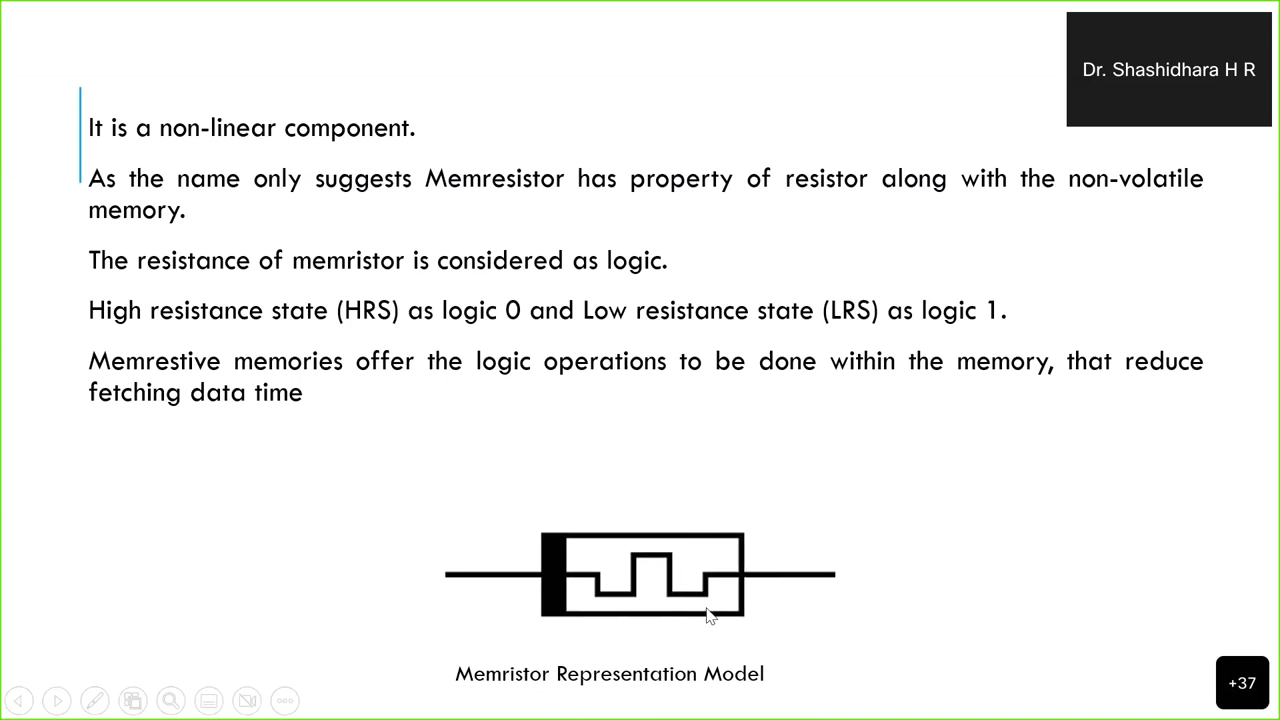 Dr. Shashidhara H R
It is a non-linear component.
As the name only suggests Memresistor has property of resistor along with the non-volatile
memory.
The resistance of memristor is considered as logic.
High resistance state (HRS) as logic 0 and Low resistance state (LRS) as logic 1.
Memrestive memories offer the logic operations to be done within the memory, that reduce
fetching data time
Memristor Representation Model
+37